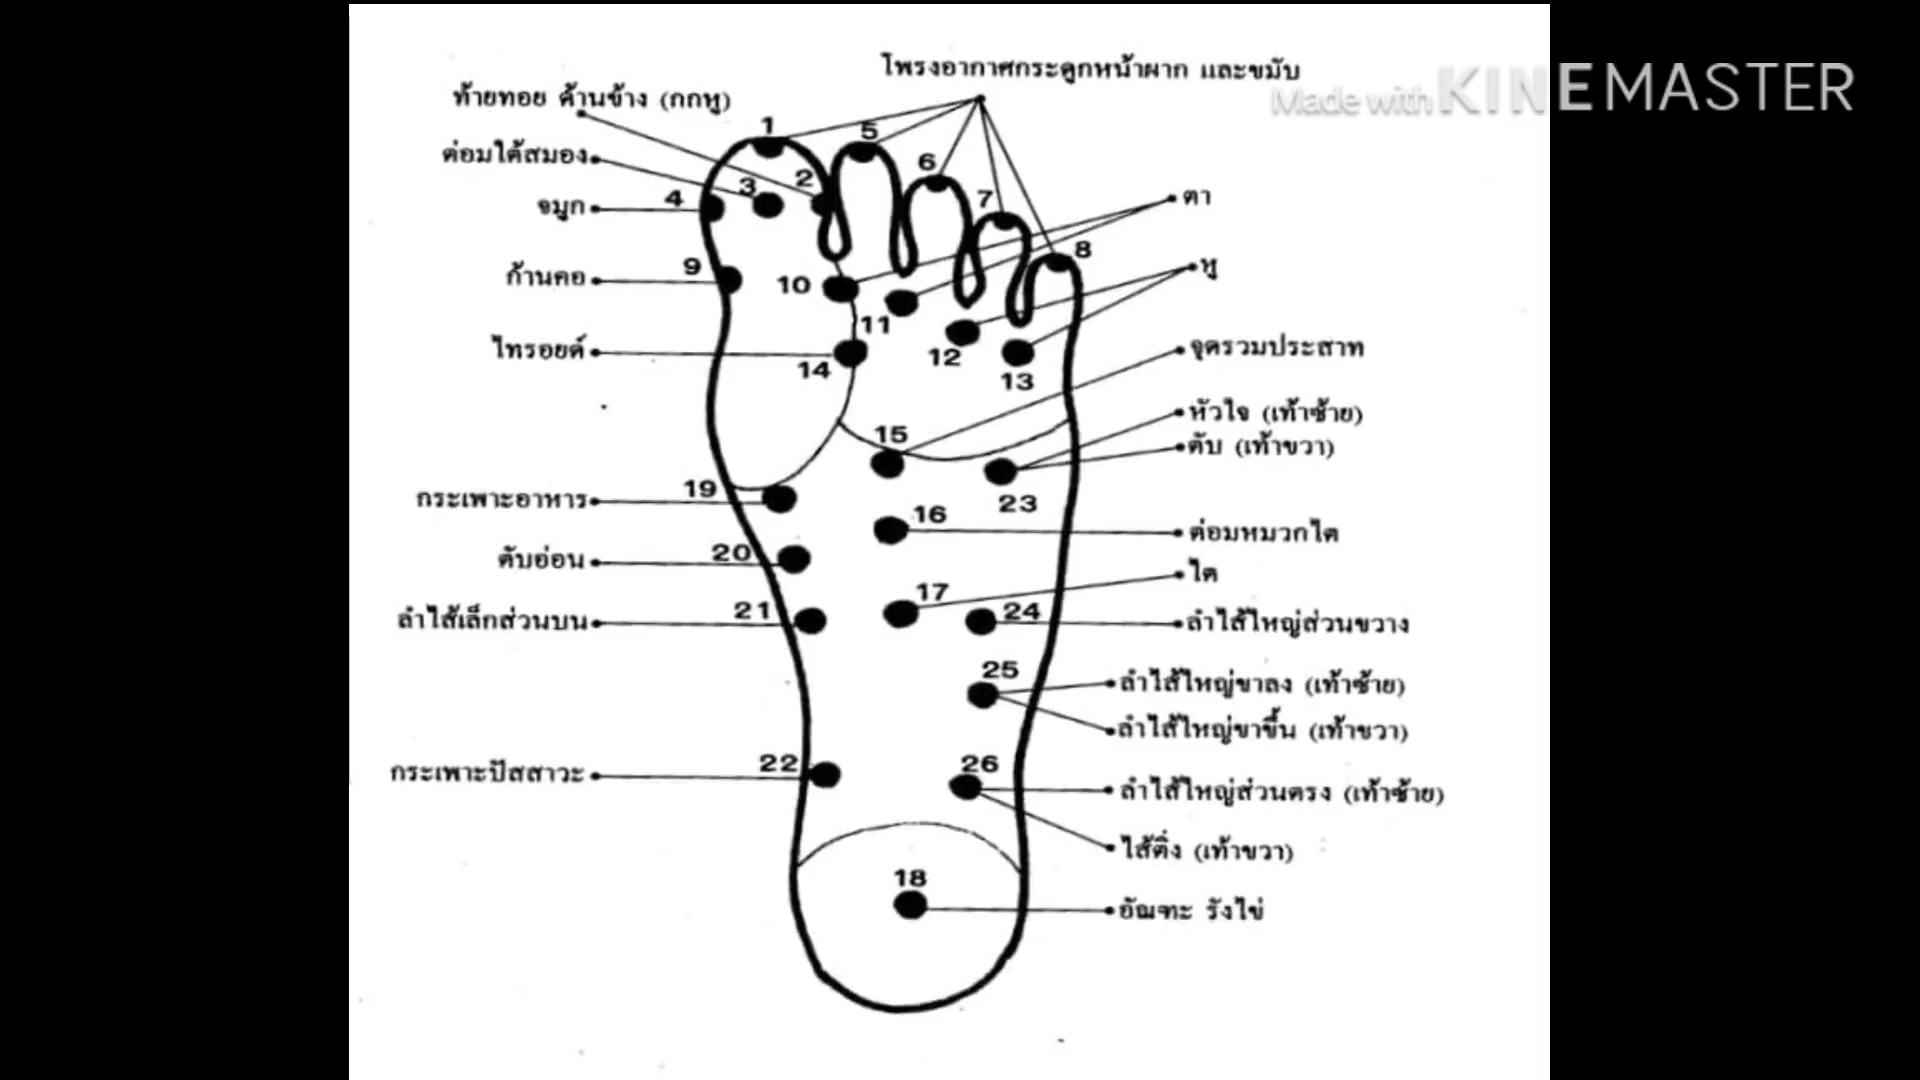 โพรงอากาศกระดูกหน้าผาก และขมับ
Made with KINEMASTER
ท้ายทอย ด้านข้าง (กกหู)
1
5
ต่อมใต้สมอง
6
3
2
ตา
จมูก
4
7
8
ก้านคอ
9
10
หู
11
ไทรอยด์
14
12
13
จุดรวมประสาท
หัวใจ (เท้าซ้าย)
15
ตับ (เท้าขวา)
กระเพาะอาหาร
19
23
16
ต่อมหมวกไต
ตับอ่อน
20
ไต
17
ลำไส้เล็กส่วนบน
21
24
ลำไส้ใหญ่ส่วนขวาง
25
ลำไส้ใหญ่ขาลง (เท้าซ้าย)
ลำไส้ใหญ่ขาขึ้น (เท้าขวา)
กระเพาะปัสสาวะ
22
26
ลำไส้ใหญ่ส่วนตรง (เท้าซ้าย)
ไส้ติ่ง (เท้าขวา)
18
อัณฑะ รังไข่